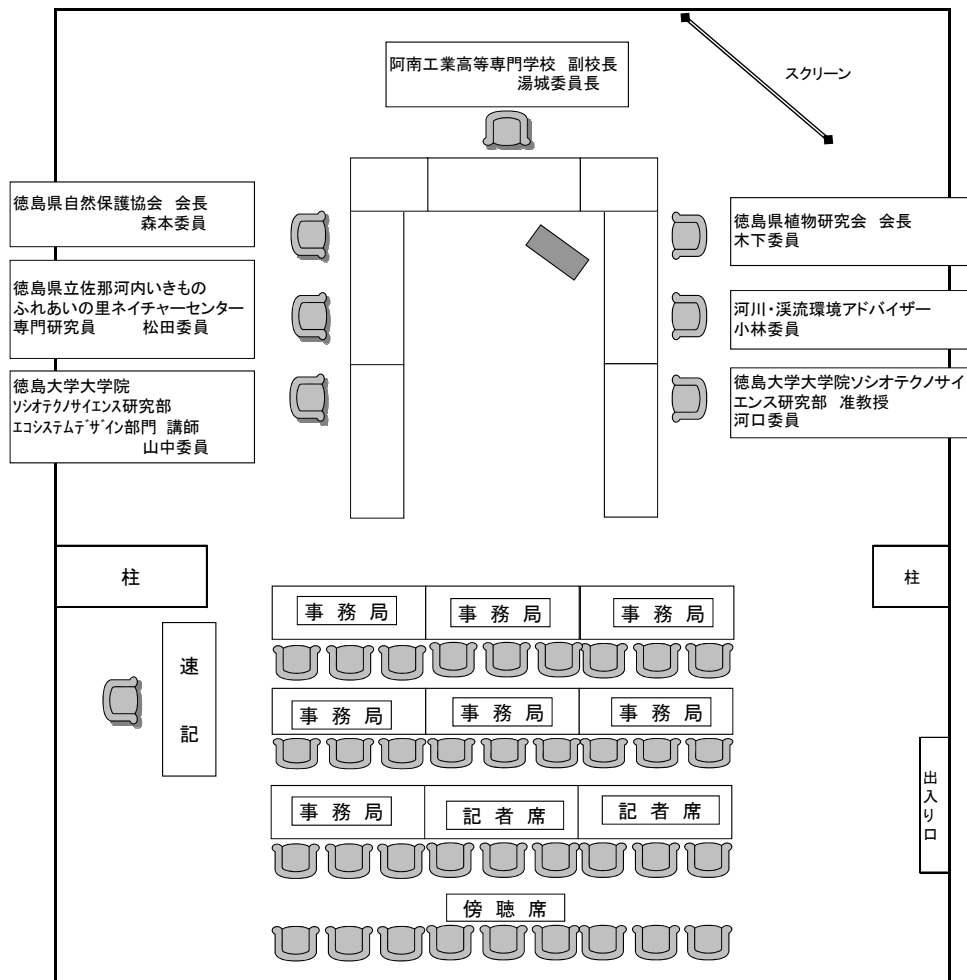 阿南工業高等専門学校 副校長
湯城委員長
スクリーン
徳島県自然保護協会 会長
森本委員
徳島県立佐那河内いきもの
ふれあいの里ネイチャーセンター
専門研究員 松田委員
徳島大学大学院
ソシオテクノサイエンス研究部
エコシステムデザイン部門 講師
山中委員
徳島県植物研究会 会長
木下委員
河川・渓流環境アドバイザー
小林委員
徳島大学大学院ソシオテクノサイ
エンス研究部 准教授
河口委員
柱
柱
事務局 事務局 事務局
速記
事務局 事務局 事務局
出入り口
事務局 記者席 記者席
傍聴席